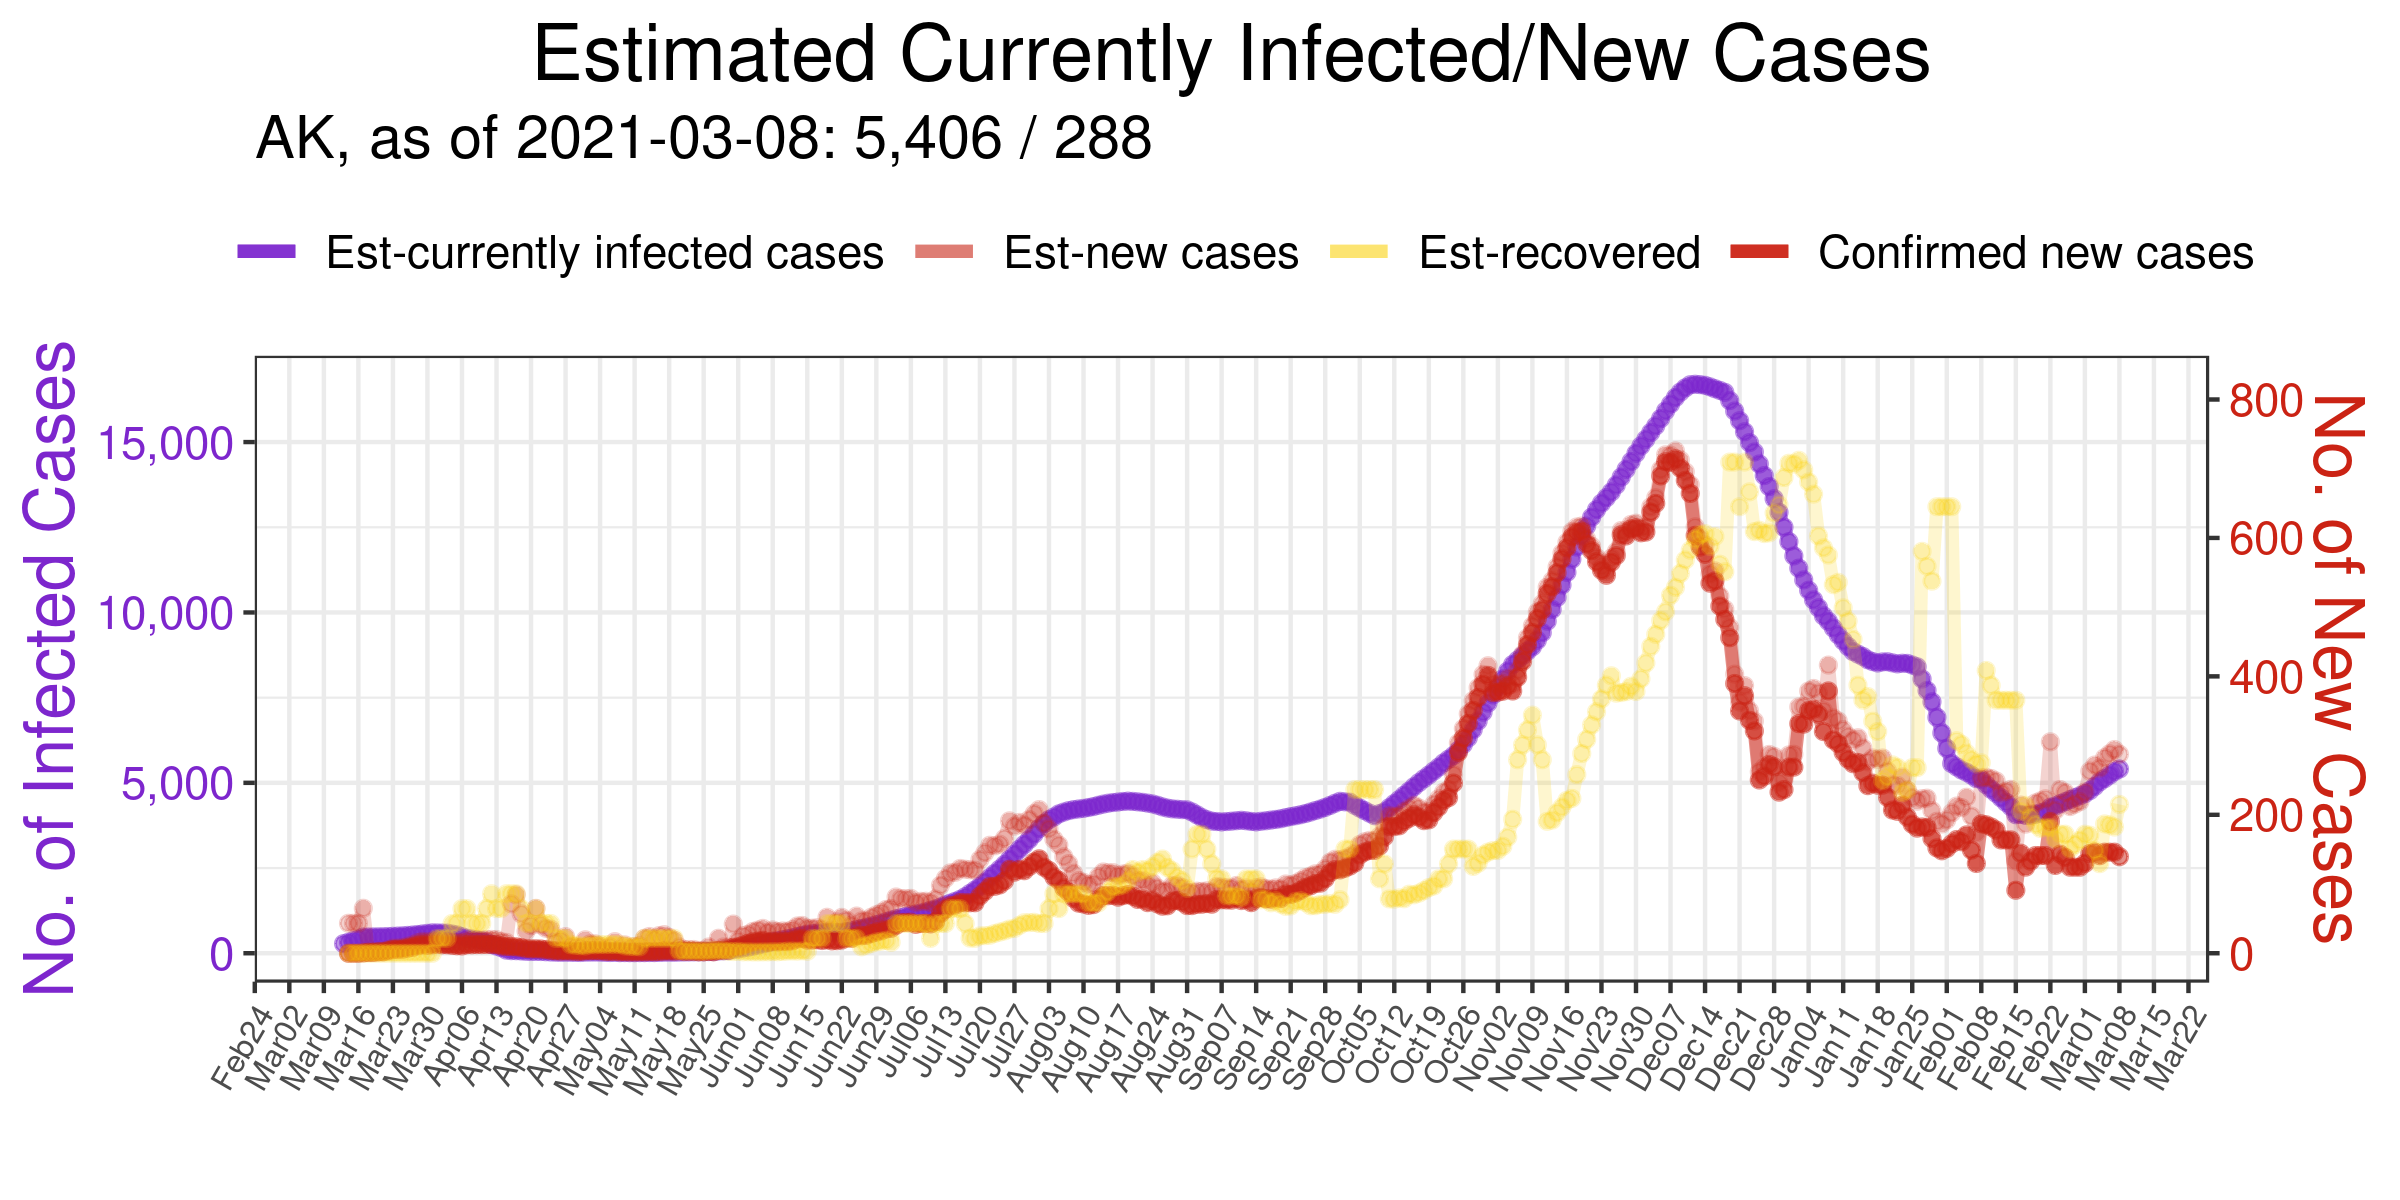 Estimated Currently Infected/New Cases
AK, as of 2021-03-08: 5,406 / 288
Est-currently infected cases Est-new cases Est-recovered Confirmed new cases
No. of Infected Cases
15,000
10,000
5,000
0
800
600
400
200
0
No. of New Cases
Feb24 Mar02 Mar09 Mar16 Mar23 Mar30 Apr06 Apr13 Apr20 Apr27 May04 May11 May18 May25 Jun01 Jun08 Jun15 Jun22 Jun29 Jul06 Jul13 Jul20 Jul27 Aug03 Aug10 Aug17 Aug24 Aug31 Sep07 Sep14 Sep21 Sep28 Oct05 Oct12 Oct19 Oct26 Nov02 Nov09 Nov16 Nov23 Nov30 Dec07 Dec14 Dec21 Dec28 Jan04 Jan11 Jan18 Jan25 Feb01 Feb08 Feb15 Feb22 Mar01 Mar08 Mar15 Mar22